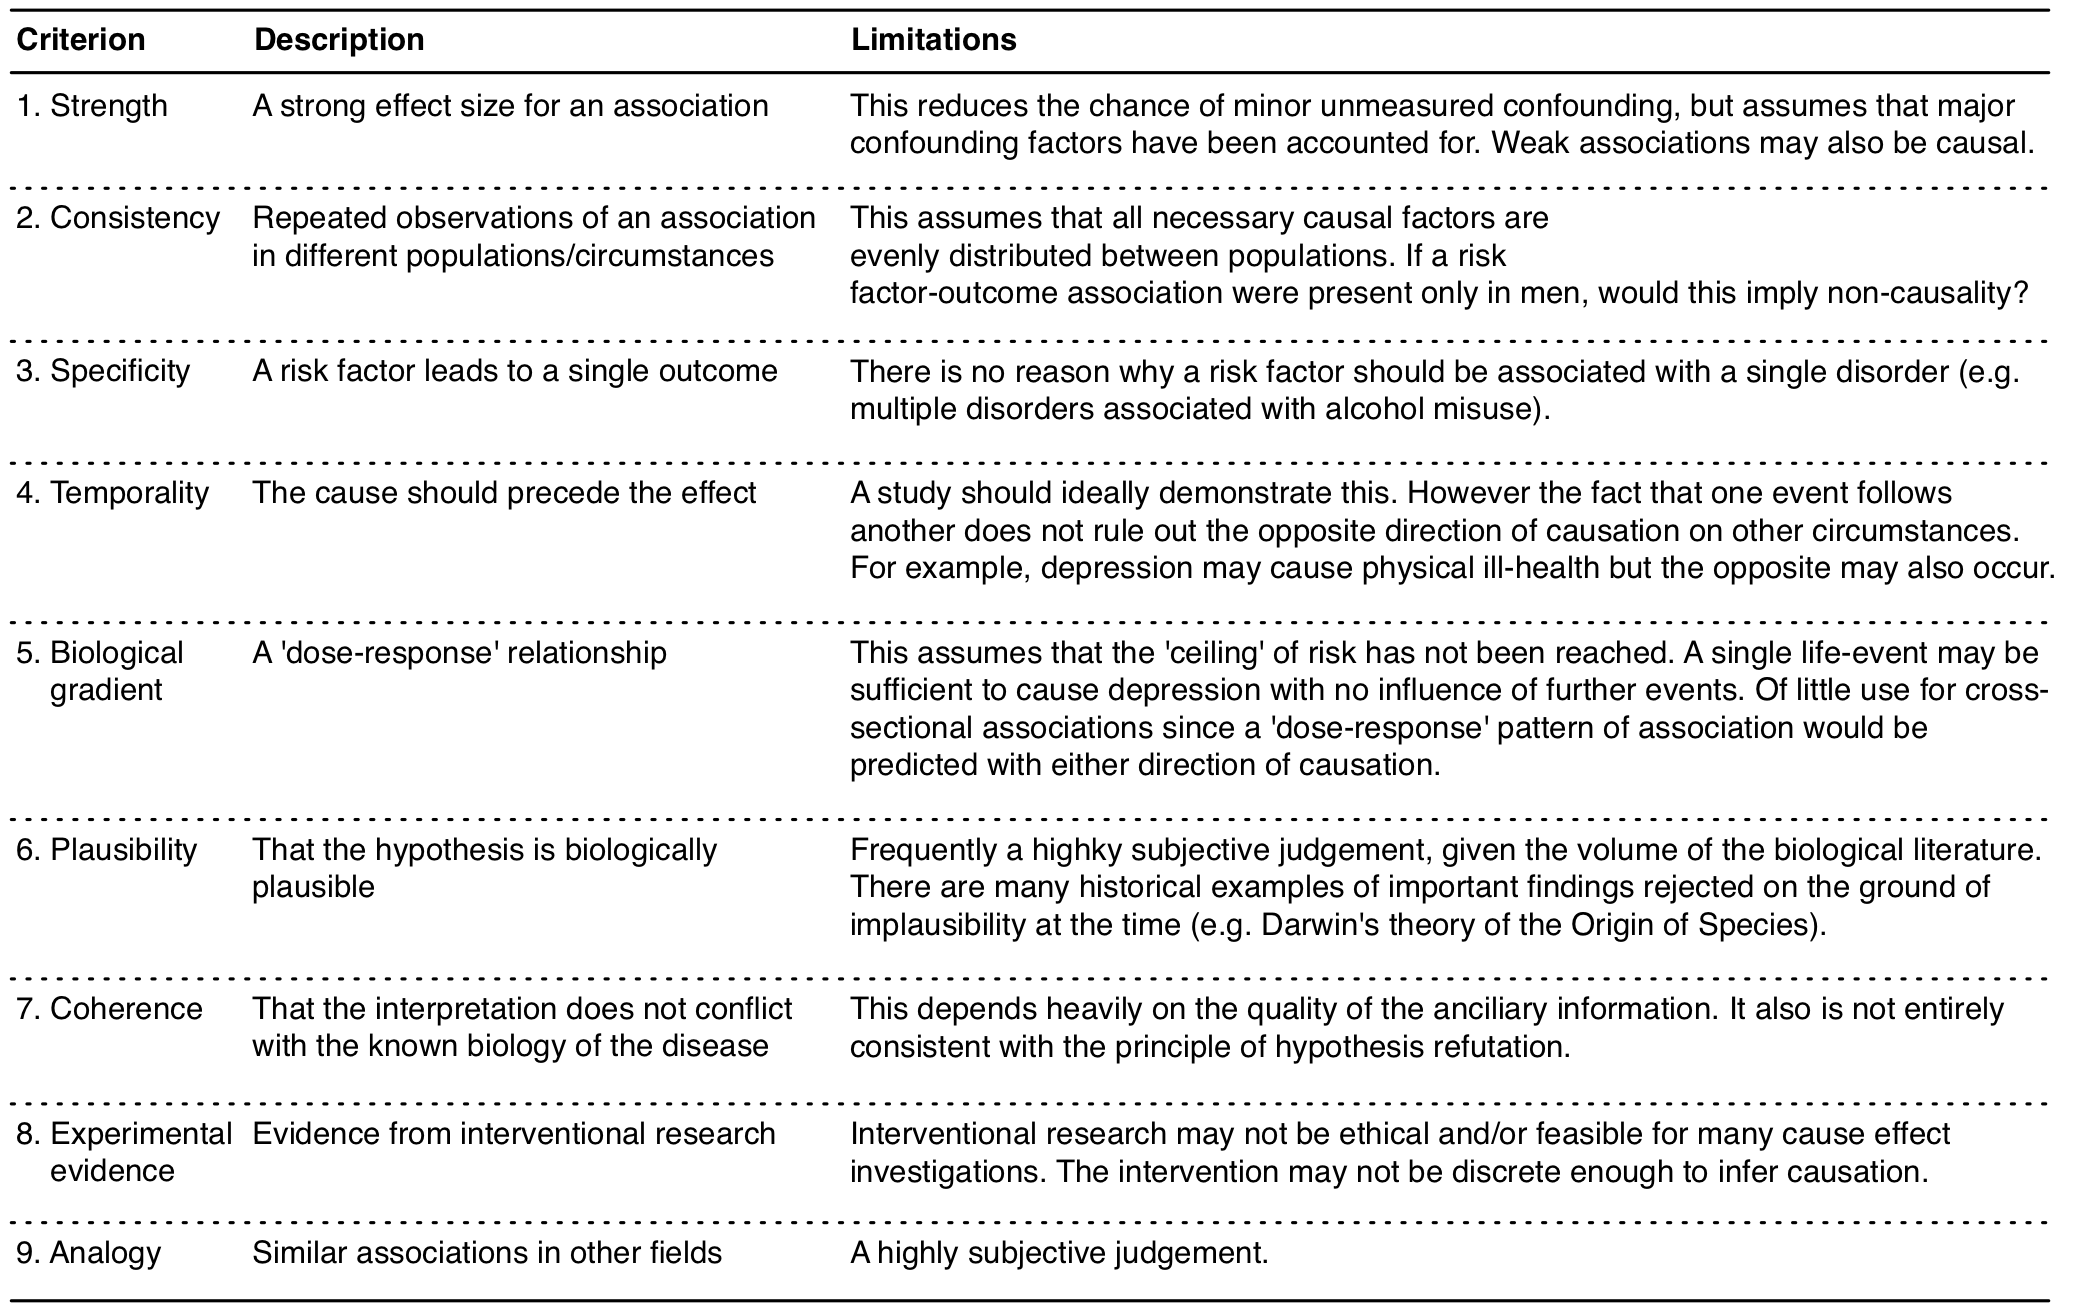 Criterion Description Limitations
1. Strength A strong effect size for an association This reduces the chance of minor unmeasured confounding, but assumes that major
confounding factors have been accounted for. Weak associations may also be causal.
2. Consistency Repeated observations of an association This assumes that all necessary causal factors are
in different populations/circumstances evenly distributed between populations. If a risk
factor-outcome association were present only in men, would this imply non-causality?
3. Specificity A risk factor leads to a single outcome There is no reason why a risk factor should be associated with a single disorder (e.g.
multiple disorders associated with alcohol misuse).
4. Temporality The cause should precede the effect A study should ideally demonstrate this. However the fact that one event follows
another does not rule out the opposite direction of causation on other circumstances.
For example, depression may cause physical ill-health but the opposite may also occur.
5. Biological A 'dose-response' relationship This assumes that the 'ceiling' of risk has not been reached. A single life-event may be
gradient sufficient to cause depression with no influence of further events. Of little use for cross-
sectional associations since a 'dose-response' pattern of association would be
predicted with either direction of causation.
6. Plausibility That the hypothesis is biologically Frequently a highky subjective judgement, given the volume of the biological literature.
plausible There are many historical examples of important findings rejected on the ground of
implausibility at the time (e.g. Darwin's theory of the Origin of Species).
7. Coherence That the interpretation does not conflict This depends heavily on the quality of the anciliary information. It also is not entirely
with the known biology of the disease consistent with the principle of hypothesis refutation.
8. Experimental Evidence from interventional research Interventional research may not be ethical and/or feasible for many cause effect
evidence investigations. The intervention may not be discrete enough to infer causation.
9. Analogy Similar associations in other fields A highly subjective judgement.